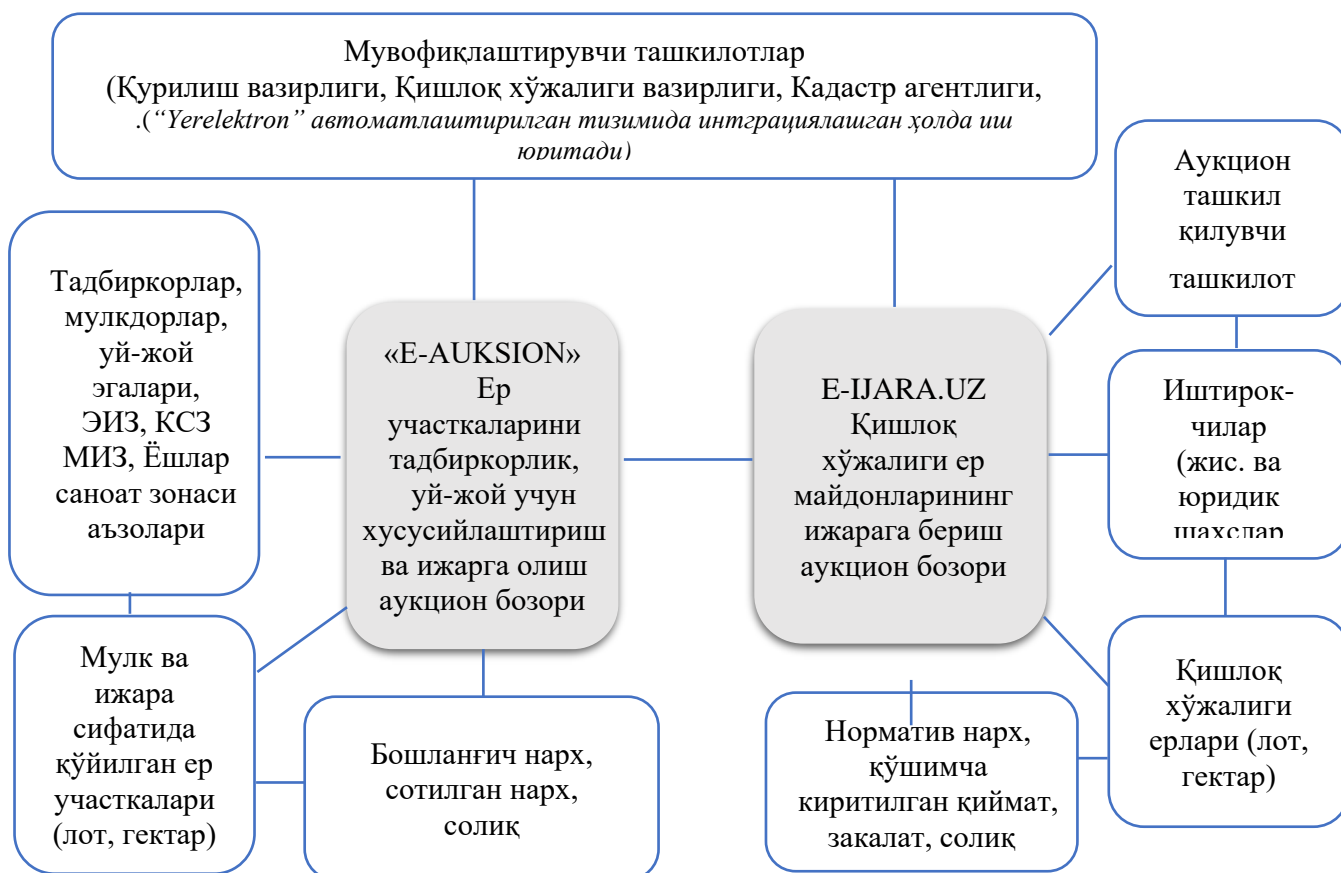 Мувофиқлаштирувчи ташкилотлар
(Қурилиш вазирлиги, Қишлоқ хўжалиги вазирлиги, Кадастр агентлиги,
.(“Yerelektron” автоматлаштирилган тизимида интграциялашган ҳолда иш
юритади)
Аукцион
ташкил
қилувчи
ташкилот
Тадбиркорлар,
мулкдорлар,
уй-жой
эгалари,
ЭИЗ, КСЗ
МИЗ, Ёшлар
саноат зонаси
аъзолари
«E-AUKSION»
Ер
участкаларини
тадбиркорлик,
уй-жой учун
хусусийлаштириш
ва ижарга олиш
аукцион бозори
E-IJARA.UZ
Қишлоқ
хўжалиги ер
майдонларининг
ижарага бериш
аукцион бозори
Иштирок-
чилар
(жис. ва
юридик
шахслар
Мулк ва
ижара
сифатида
қўйилган ер
участкалари
(лот, гектар)
Бошланғич нарх,
сотилган нарх,
солиқ
Норматив нарх,
қўшимча
киритилган қиймат,
закалат, солиқ
Қишлоқ
хўжалиги
ерлари (лот,
гектар)